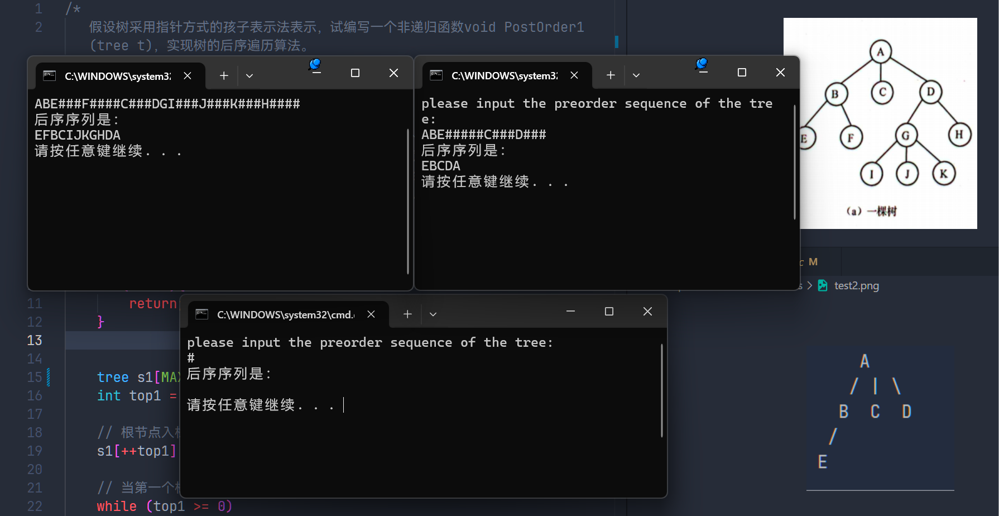 1 /*
2 假设树采用指针方式的孩子表示法表示，试编写一个非递归函数void PostOrder1
(tree t)，实现树的后序遍历算法。
C:\WINDOWS\system32
ABE###F####C###DGI###J###K###H####
后序序列是：
EFBCIJKGHDA
请按任意键继续. . .
C:\WINDOWS\system32
please input the preorder sequence of the tre
e:
ABE#####C###D###
后序序列是：
EBCDA
请按任意键继续. . .
A
B C D
E F G H
I J K
(a) 一棵树
c M
s > test2.png
11 return
12 }
13
14
15 tree s1[MAX
16 int top1 =
17
18 // 根节点入栈
19 s1[++top1]
20
21 // 当第一个栈
22 while (top1 >= 0)
C:\WINDOWS\system32\cmd.
please input the preorder sequence of the tree:
#
后序序列是：
请按任意键继续. . .
A
/ | \
B C D
/
E